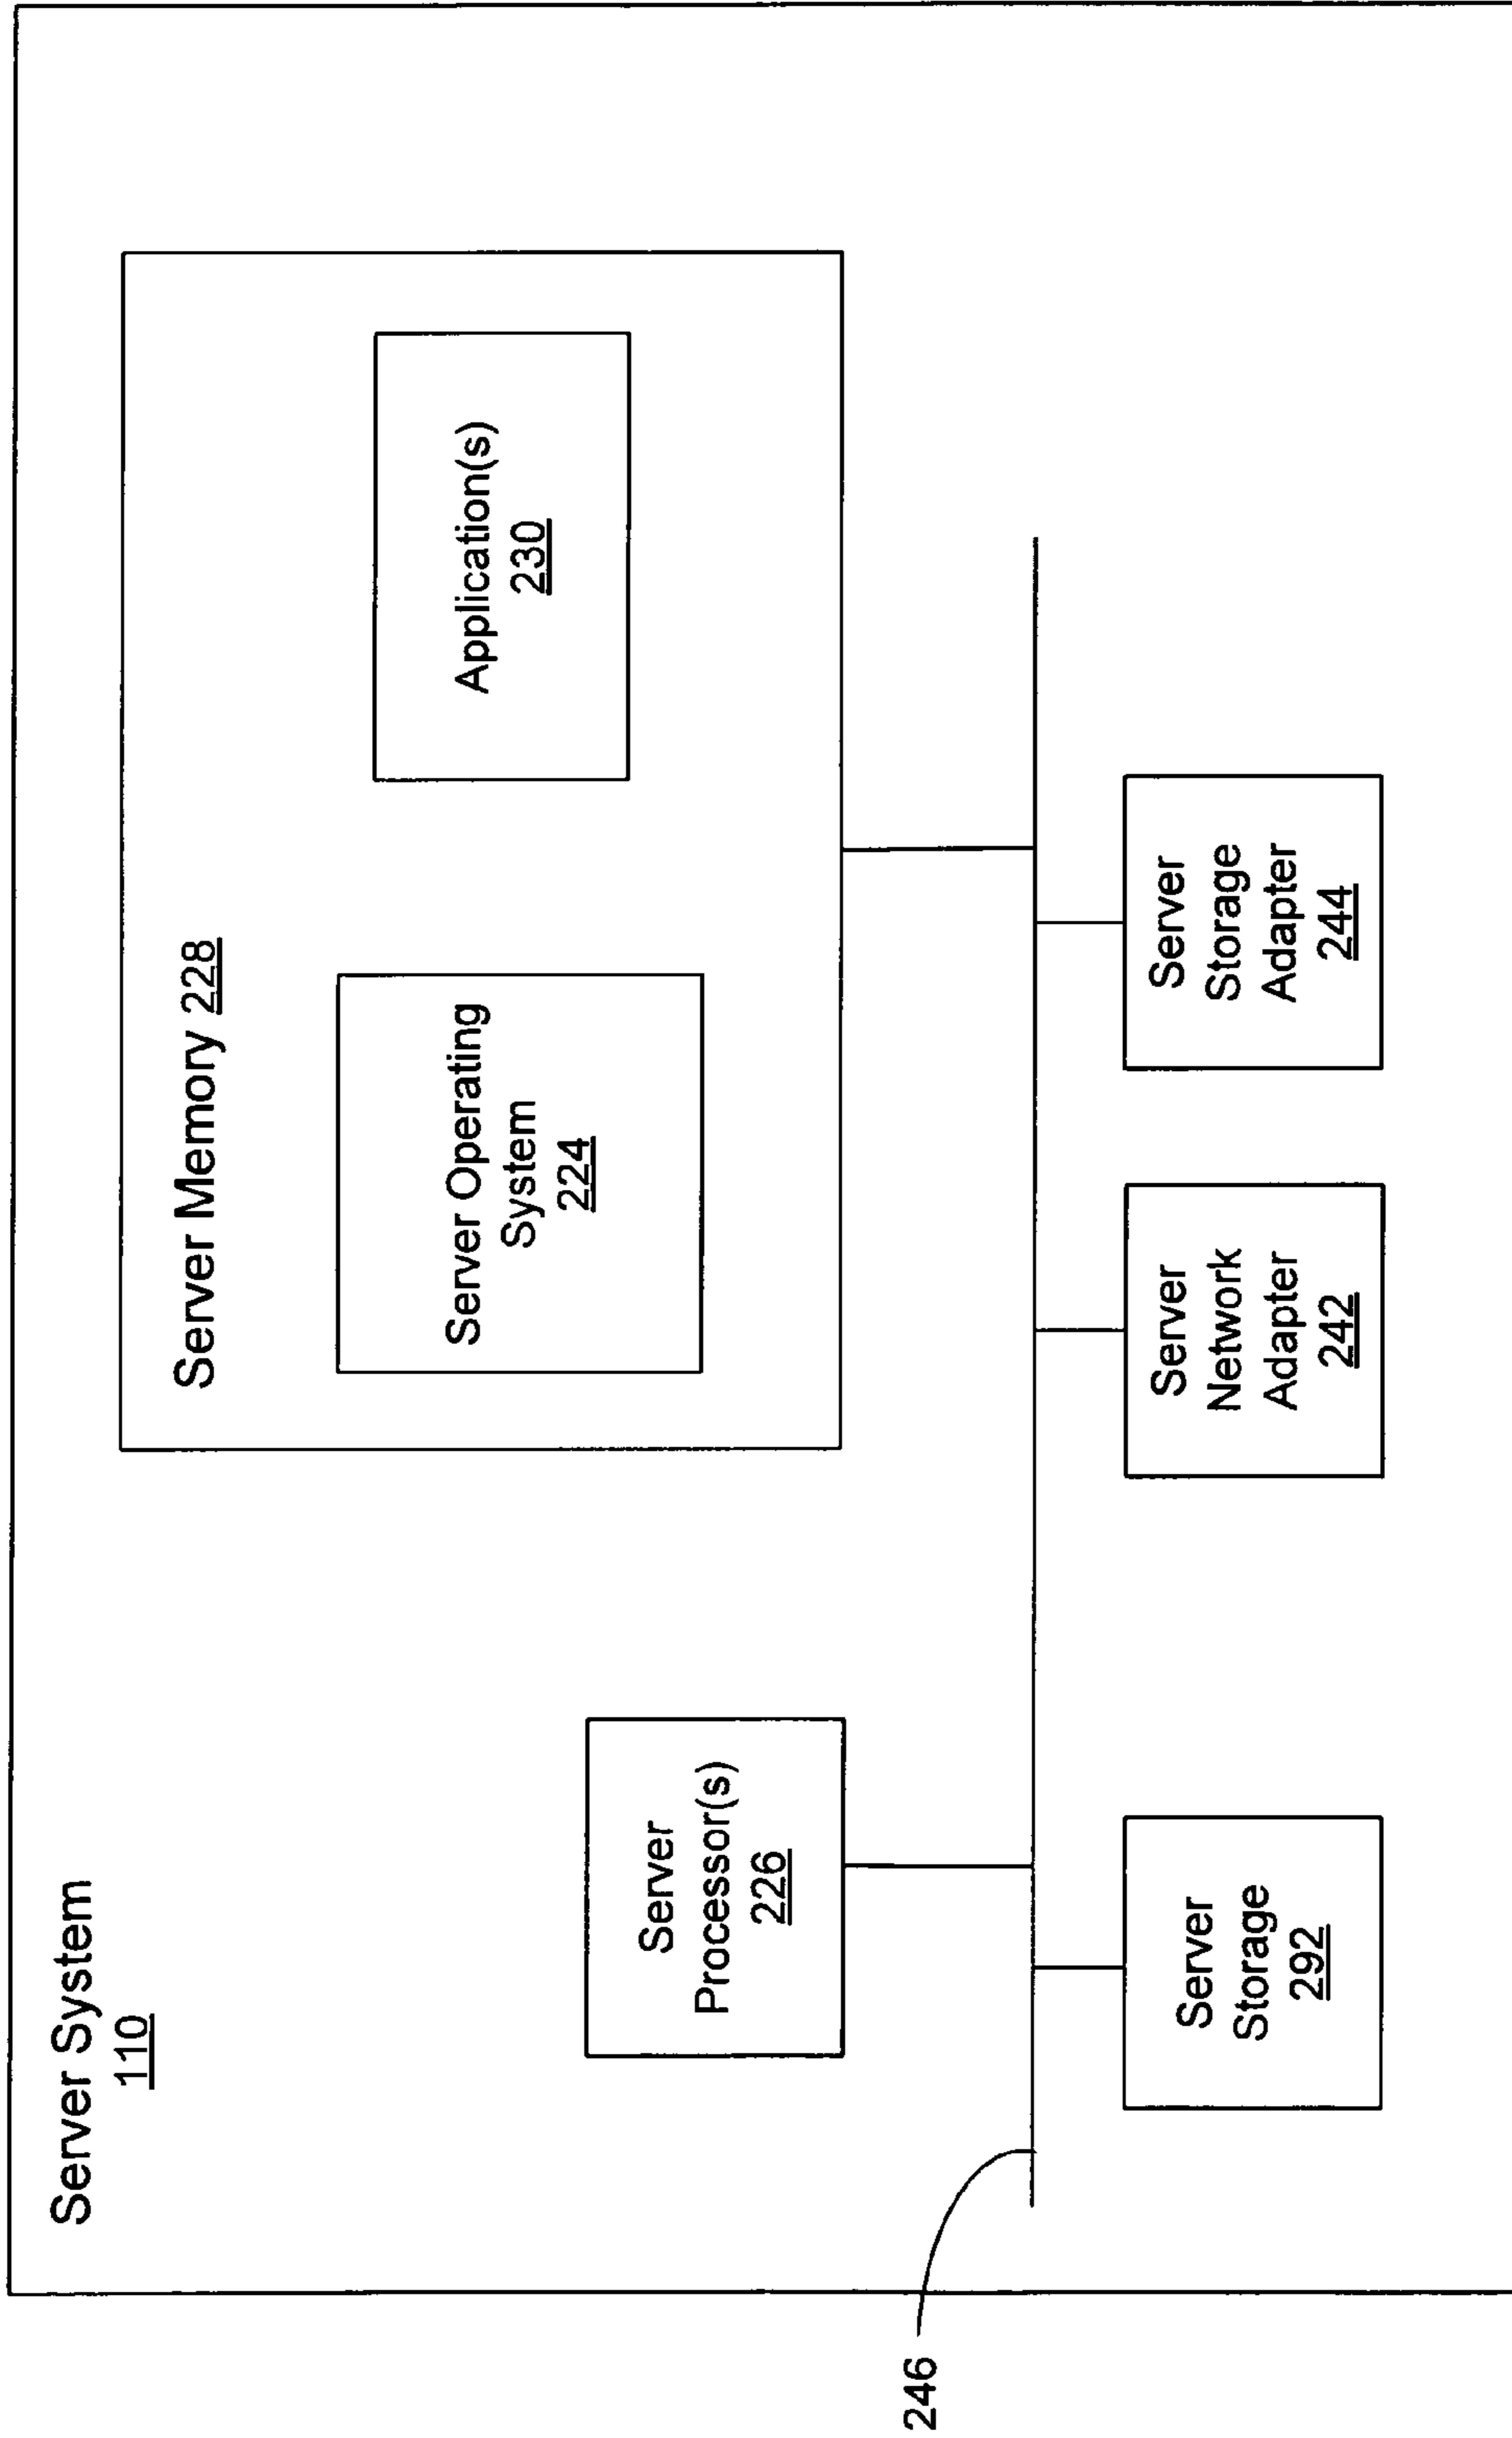 Server System
110
Server Memory 228
Server Operating
System
224
Application(s)
230
Server
Processor(s)
226
246
Server
Storage
292
Server
Network
Adapter
242
Server
Storage
Adapter
244